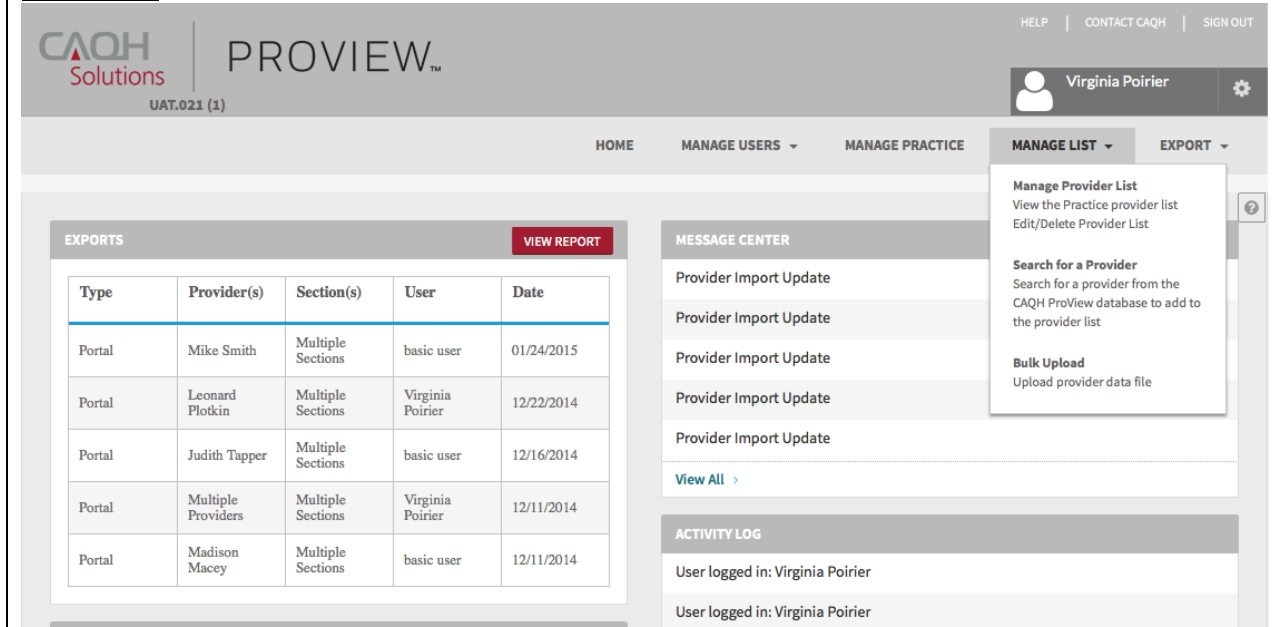 HELP | CONTACT CAQH | SIGN OUT
CAQH
Solutions
PROVIEW™
UAT.021 (1)
Virginia Poirier
HOME MANAGE USERS MANAGE PRACTICE MANAGE LIST EXPORT
Manage Provider List
View the Practice provider list
Edit/Delete Provider List
Search for a Provider
Search for a provider from the
CAQH ProView database to add to
the provider list
Bulk Upload
Upload provider data file
?
EXPORTS VIEW REPORT
Type Provider(s) Section(s) User Date
Portal Mike Smith Multiple Sections basic user 01/24/2015
Portal Leonard Plotkin Multiple Sections Virginia Poirier 12/22/2014
Portal Judith Tapper Multiple Sections basic user 12/16/2014
Portal Multiple Providers Multiple Sections Virginia Poirier 12/11/2014
Portal Madison Macey Multiple Sections basic user 12/11/2014
MESSAGE CENTER
Provider Import Update
Provider Import Update
Provider Import Update
Provider Import Update
Provider Import Update
View All >
ACTIVITY LOG
User logged in: Virginia Poirier
User logged in: Virginia Poirier